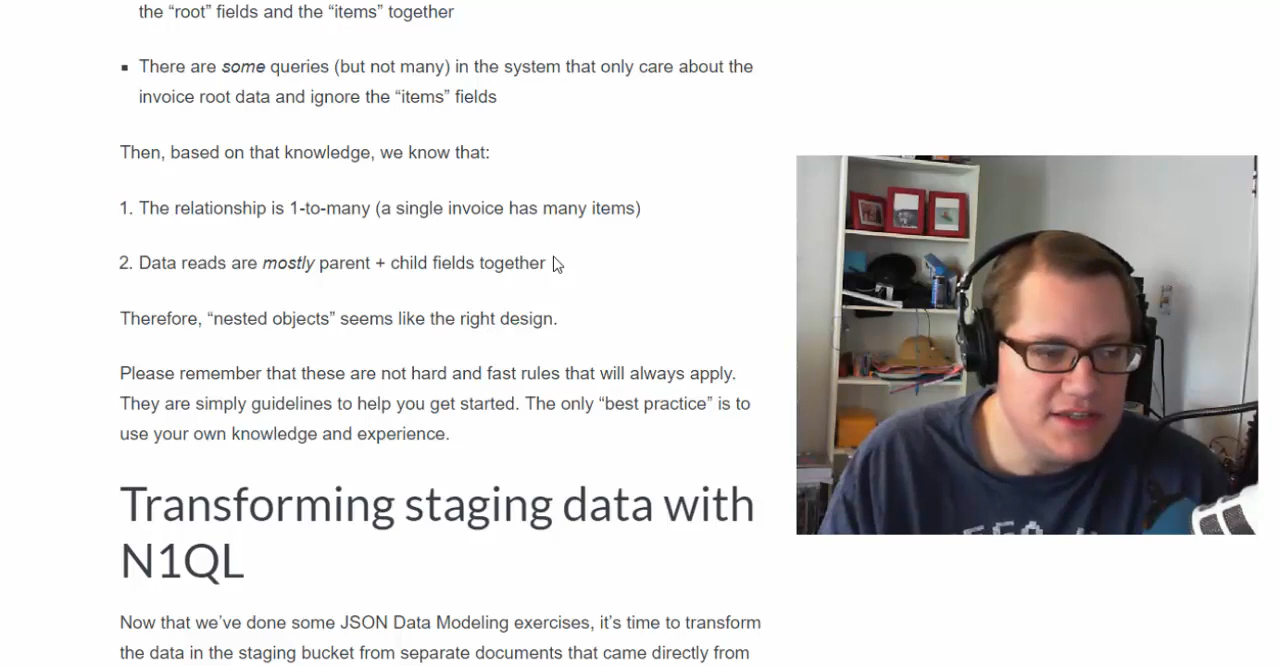 the “root” fields and the “items” together
▪ There are some queries (but not many) in the system that only care about the
invoice root data and ignore the “items” fields
Then, based on that knowledge, we know that:
1. The relationship is 1-to-many (a single invoice has many items)
2. Data reads are mostly parent + child fields together
Therefore, “nested objects” seems like the right design.
Please remember that these are not hard and fast rules that will always apply.
They are simply guidelines to help you get started. The only “best practice” is to
use your own knowledge and experience.
Transforming staging data with
N1QL
Now that we’ve done some JSON Data Modeling exercises, it’s time to transform
the data in the staging bucket from separate documents that came directly from